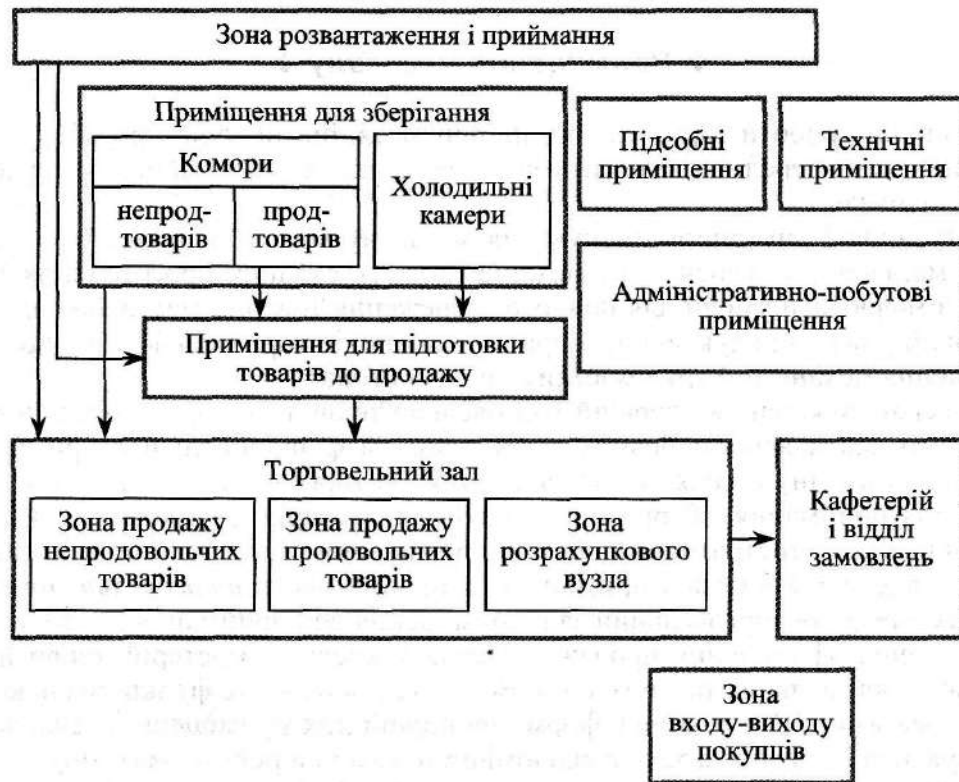 Зона розвантаження і приймання
Приміщення для зберігання
Комори
непрод-
товарів
прод-
товарів
Холодильні
камери
Підсобні
приміщення
Технічні
приміщення
Адміністративно-побутові
приміщення
Приміщення для підготовки
товарів до продажу
Торговельний зал
Зона продажу
непродовольчих
товарів
Зона продажу
продовольчих
товарів
Зона
розрахункового
вузла
Кафетерій
і відділ
замовлень
Зона
входу-виходу
покупців